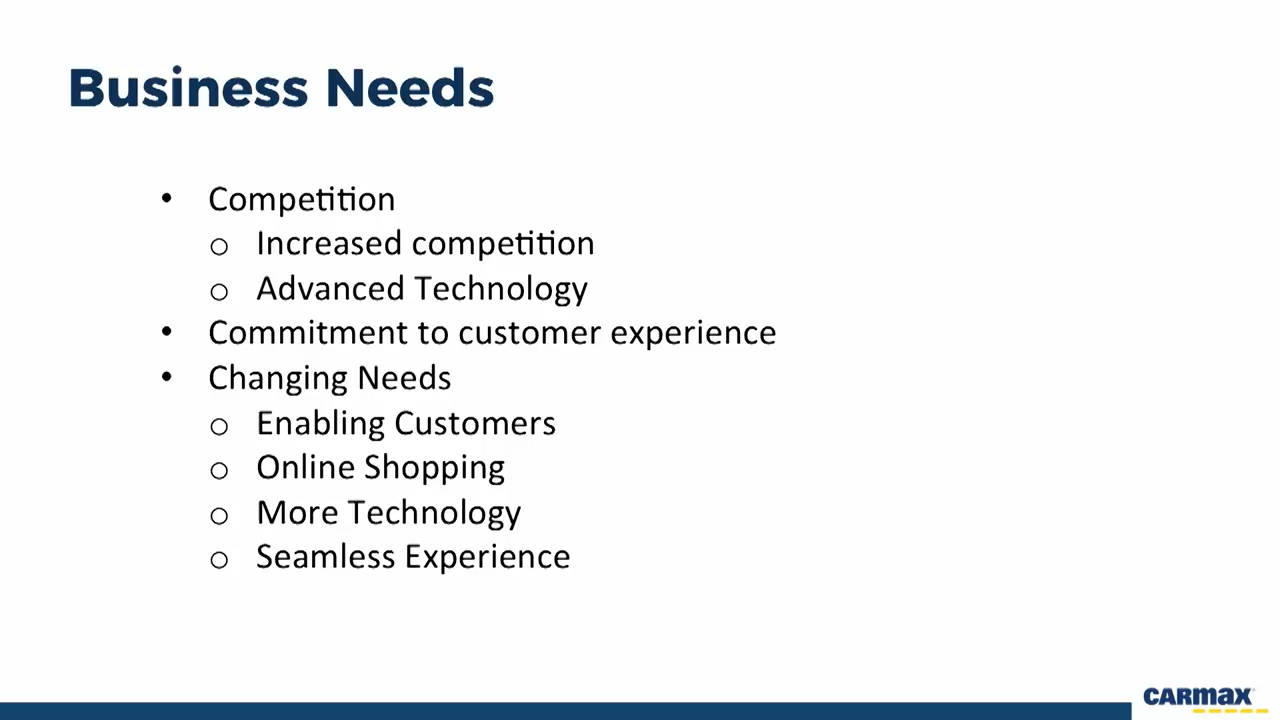 Business Needs
• Competition
o Increased competition
o Advanced Technology
• Commitment to customer experience
• Changing Needs
o Enabling Customers
o Online Shopping
o More Technology
o Seamless Experience
CARMAX